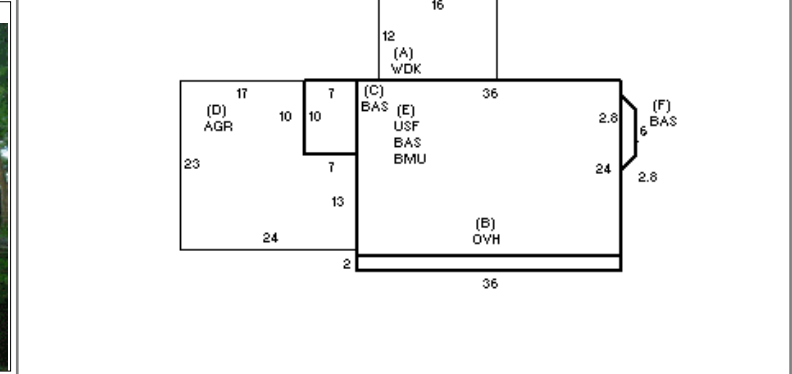 16
12
(A)
WDK
17
7
(C)
BAS
36
(D)
AGR
10
10
(E)
USF
BAS
BMU
2.8
(F)
BAS
6
23
7
24
2.8
13
(B)
OVH
24
2
36